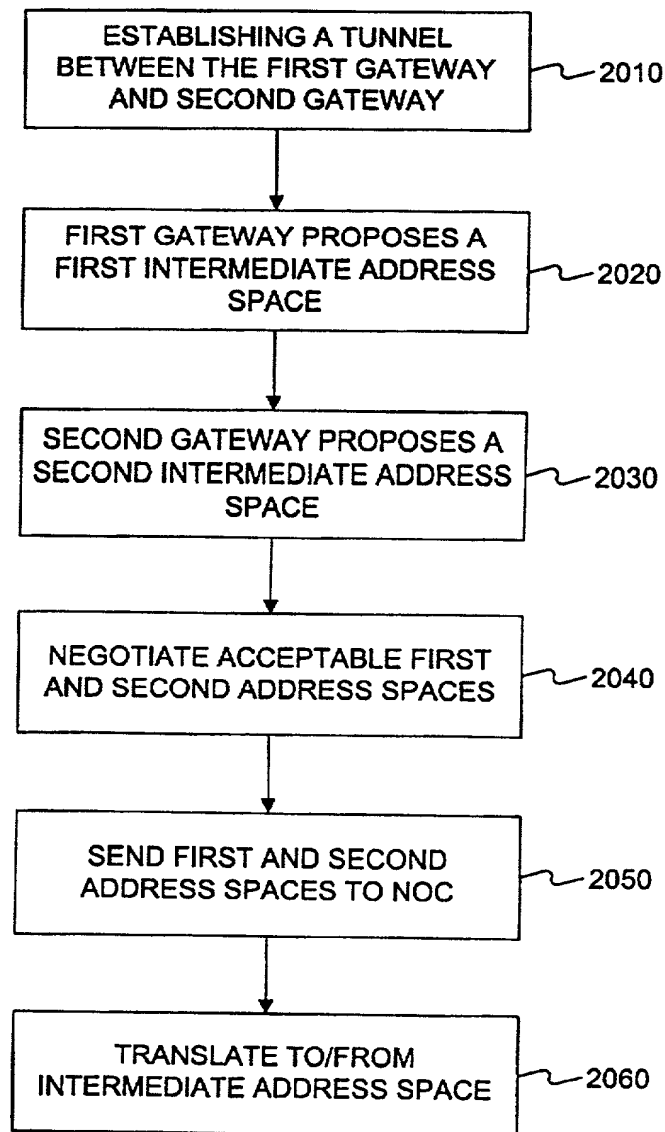 ESTABLISHING A TUNNEL
BETWEEN THE FIRST GATEWAY
AND SECOND GATEWAY
2010
FIRST GATEWAY PROPOSES A
FIRST INTERMEDIATE ADDRESS
SPACE
2020
SECOND GATEWAY PROPOSES A
SECOND INTERMEDIATE ADDRESS
SPACE
2030
NEGOTIATE ACCEPTABLE FIRST
AND SECOND ADDRESS SPACES
2040
SEND FIRST AND SECOND
ADDRESS SPACES TO NOC
2050
TRANSLATE TO/FROM
INTERMEDIATE ADDRESS SPACE
2060